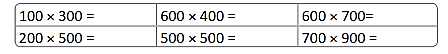 100 × 300 = 600 × 400 = 600 × 700=
200 × 500 = 500 × 500 = 700 × 900 =